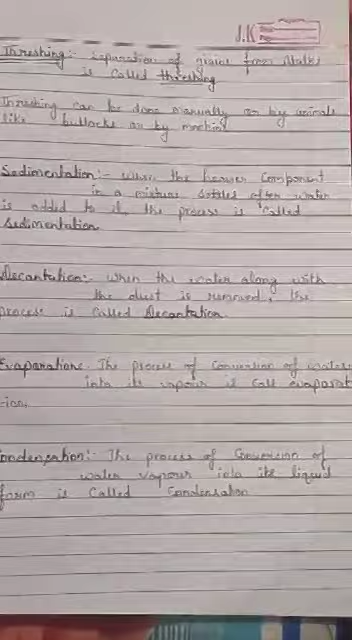 J.K
Threshing:- Separation of grains from stalks
is called threshing
Threshing can be done manually or by animals
like bullocks or by machine
Sedimentation:- when the heavier component
in a mixture settles after water
is added to it, the process is called
sedimentation.
Decantation:- when the water along with
the dust is removed, the
process is called Decantation.
Evaporation:- The process of conversion of water
into its vapour is call evaporat
-ion.
ondensation:- The process of conversion of
water vapour into its liquid
form is called Condensation